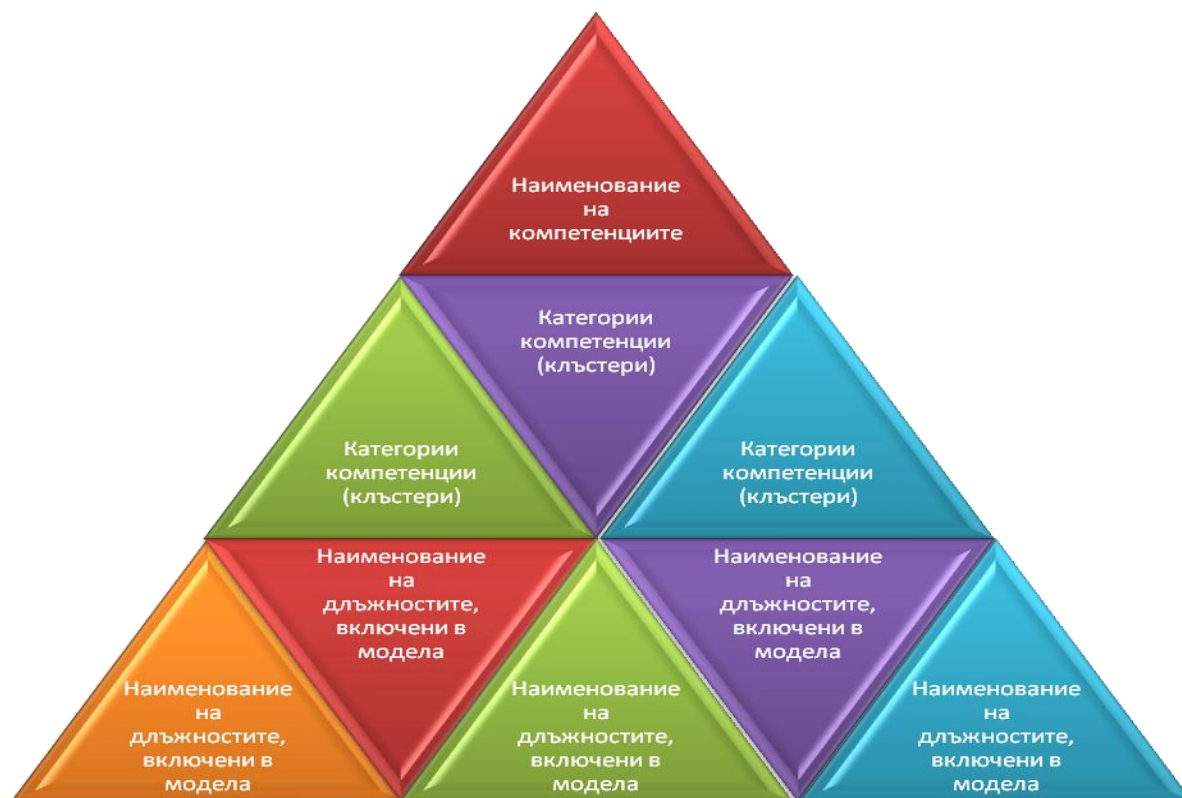 Наименование
на
компетенциите
Категории
компетенции
(клъстери)
Категории
компетенции
(клъстери)
Категории
компетенции
(клъстери)
Наименование
на
длъжностите,
включени в
модела
Наименование
на
длъжностите,
включени в
модела
Наименование
на
длъжностите,
включени в
модела
Наименование
на
длъжностите,
включени в
модела
Наименование
на
длъжностите,
включени в
модела